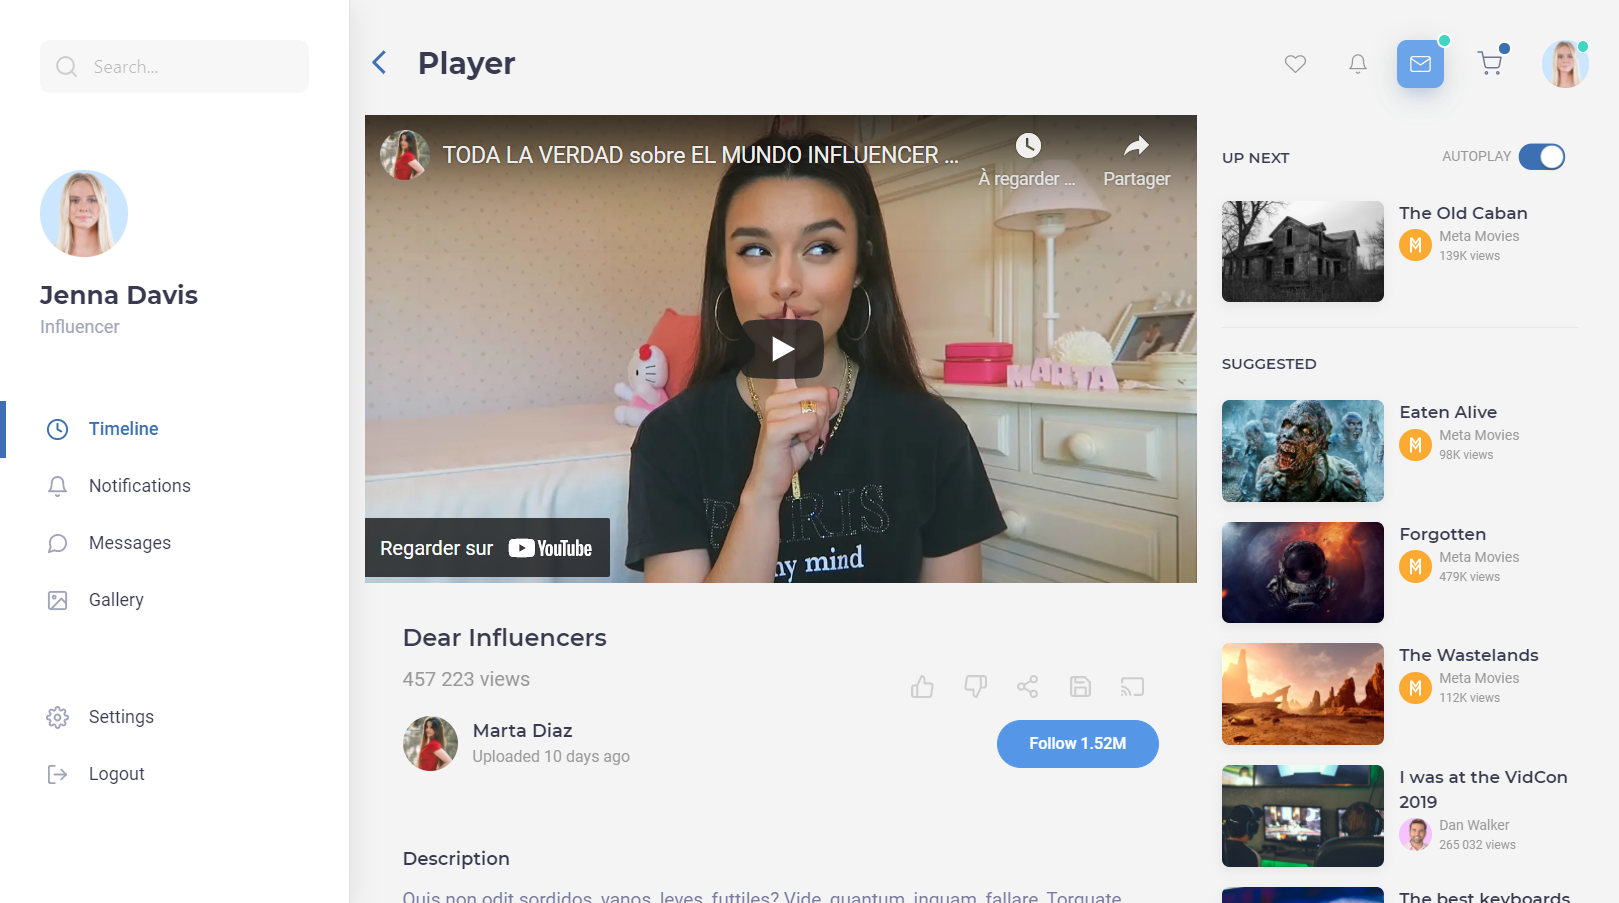 Search...
Jenna Davis
Influencer
Timeline
Notifications
Messages
Gallery
Settings
Logout
Player
TODA LA VERDAD sobre EL MUNDO INFLUENCER ...
À regarder ...
Partager
MARTA
PARIS
my mind
Regarder sur YouTube
Dear Influencers
457 223 views
Marta Diaz
Uploaded 10 days ago
Follow 1.52M
Description
Quis non odit sordidos, vanos, leves, futtiles? Vide, quantum, inquam, fallare, Torquate.
UP NEXT
AUTOPLAY
The Old Caban
Meta Movies
139K views
SUGGESTED
Eaten Alive
Meta Movies
98K views
Forgotten
Meta Movies
479K views
The Wastelands
Meta Movies
112K views
I was at the VidCon
2019
Dan Walker
265 032 views
The best keyboards